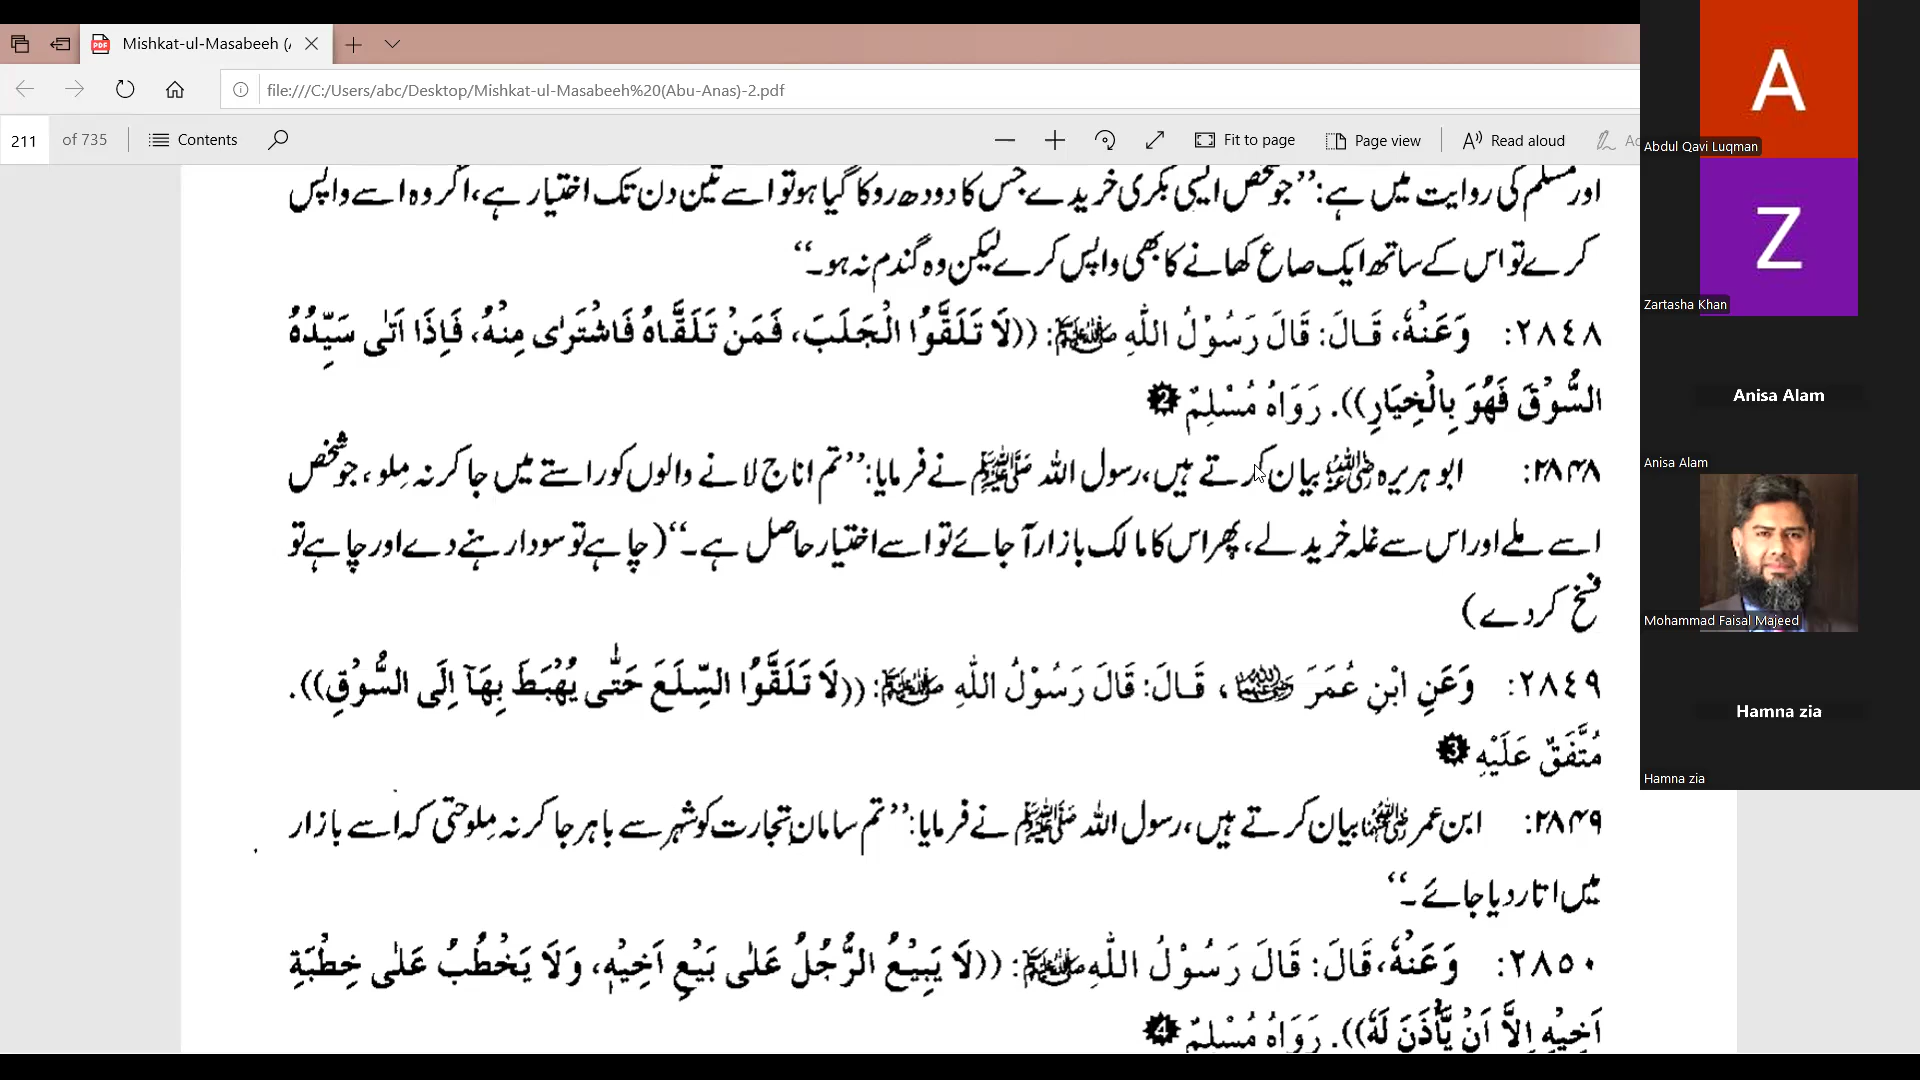 Mishkat-ul-Masabeeh (
file:///C:/Users/abc/Desktop/Mishkat-ul-Masabeeh%20(Abu-Anas)-2.pdf
211 of 735 Contents Fit to page Page view Read aloud
اور مسلم کی روایت میں ہے: ’’جو شخص ایسی بکری خریدے جس کا دودھ روکا گیا ہو تو اسے تین دن تک اختیار ہے، اگر وہ اسے واپس
کرے تو اس کے ساتھ ایک صاع کھانے کا بھی واپس کرے لیکن وہ گندم نہ ہو۔‘‘
٢٨٤٨: وَعَنْهُ، قَالَ: قَالَ رَسُوْلُ اللّٰهِ ﷺ: ((لَا تَلَقَّوُا الْجَلَبَ، فَمَنْ تَلَقَّاهُ فَاشْتَرٰى مِنْهُ، فَاِذَا اَتٰى سَيِّدُهُ
السُّوْقَ فَهُوَ بِالْخِيَارِ)). رَوَاهُ مُسْلِمٌ 2
۲۸۴۸: ابو ہریرہ رضی اللہ عنہ بیان کرتے ہیں، رسول اللہ ﷺ نے فرمایا: ’’تم اناج لانے والوں کو راستے میں جا کر نہ ملو، جو شخص
اسے ملے اور اس سے غلہ خرید لے، پھر اس کا مالک بازار آ جائے تو اسے اختیار حاصل ہے۔‘‘ (چاہے تو سودا رہنے دے اور چاہے تو
فسخ کر دے)
٢٨٤٩: وَعَنِ ابْنِ عُمَرَ رضی اللہ عنہما، قَالَ: قَالَ رَسُوْلُ اللّٰهِ ﷺ: ((لَا تَلَقَّوُا السِّلَعَ حَتّٰى يُهْبَطَ بِهَآ اِلَى السُّوْقِ)).
مُتَّفَقٌ عَلَيْهِ 3
۲۸۴۹: ابن عمر رضی اللہ عنہما بیان کرتے ہیں، رسول اللہ ﷺ نے فرمایا: ’’تم سامان تجارت کو شہر سے باہر جا کر نہ ملو حتیٰ کہ اسے بازار
میں اتار دیا جائے۔‘‘
٢٨٥٠: وَعَنْهُ، قَالَ: قَالَ رَسُوْلُ اللّٰهِ ﷺ: ((لَا يَبِيْعُ الرَّجُلُ عَلٰى بَيْعِ اَخِيْهِ، وَلَا يَخْطُبُ عَلٰى خِطْبَةِ
اَخِيْهِ اِلَّا اَنْ يَّأْذَنَ لَهُ)). رَوَاهُ مُسْلِمٌ 4
A
Abdul Qavi Luqman
Z
Zartasha Khan
Anisa Alam
Anisa Alam
Mohammad Faisal Majeed
Hamna zia
Hamna zia